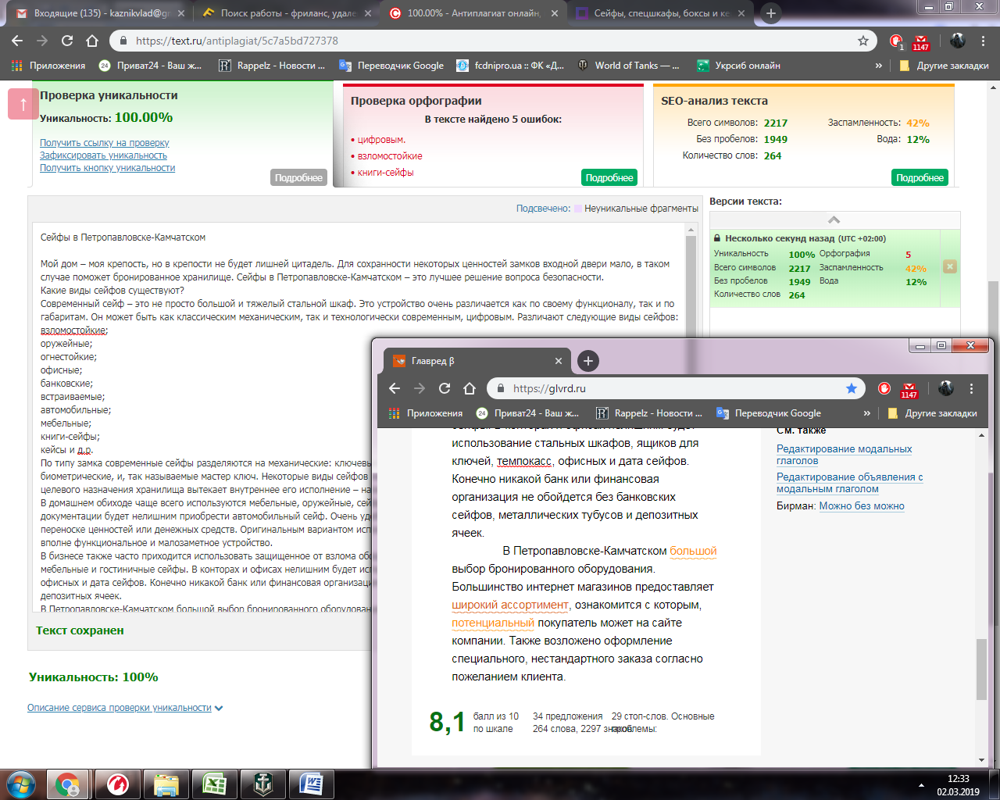 Входящие (135) - kaznikvlad@g
Поиск работы - фриланс, удале
100.00% - Антиплагиат онлайн,
Сейфы, спецшкафы, боксы и ке
https://text.ru/antiplagiat/5c7a5bd727378
1
1147
Приложения
24
Приват24 - Ваш ж...
Rappelz - Новости ...
Переводчик Google
fcdnipro.ua :: ФК «Д...
World of Tanks — ...
Укрсиб онлайн
»
Другие закладки
↑
Проверка уникальности
Уникальность: 100.00%
Получить ссылку на проверку
Зафиксировать уникальность
Получить кнопку уникальности
Подробнее
Проверка орфографии
В тексте найдено 5 ошибок:
• цифровым.
• взломостойкие
• книги-сейфы
Подробнее
SEO-анализ текста
Всего символов: 2217 Заспамленность: 42%
Без пробелов: 1949 Вода: 12%
Количество слов: 264
Подробнее
Подсвечено: Неуникальные фрагменты
Сейфы в Петропавловске-Камчатском
Мой дом – моя крепость, но в крепости не будет лишней цитадель. Для сохранности некоторых ценностей замков входной двери мало, в таком
случае поможет бронированное хранилище. Сейфы в Петропавловске-Камчатском – это лучшее решение вопроса безопасности.
Какие виды сейфов существуют?
Современный сейф – это не просто большой и тяжелый стальной шкаф. Это устройство очень различается как по своему функционалу, так и по
габаритам. Он может быть как классическим механическим, так и технологически современным, цифровым. Различают следующие виды сейфов:
взломостойкие;
оружейные;
огнестойкие;
офисные;
банковские;
встраиваемые;
автомобильные;
мебельные;
книги-сейфы;
кейсы и д.р.
По типу замка современные сейфы разделяются на механические: ключевы
биометрические, и, так называемые мастер ключ. Некоторые виды сейфов
целевого назначения хранилища вытекает внутреннее его исполнение – на
В домашнем обиходе чаще всего используются мебельные, оружейные, сей
документации будет нелишним приобрести автомобильный сейф. Очень уд
переноске ценностей или денежных средств. Оригинальным вариантом исп
вполне функциональное и малозаметное устройство.
В бизнесе также часто приходится использовать защищенное от взлома обо
мебельные и гостиничные сейфы. В конторах и офисах нелишним будет исп
офисных и дата сейфов. Конечно никакой банк или финансовая организаци
депозитных ячеек.
В Петропавловске-Камчатском большой выбор бронированного оборудован
Текст сохранен
Уникальность: 100%
Описание сервиса проверки уникальности
Версии текста:
Несколько секунд назад (UTC +02:00)
Уникальность 100% Орфография 5
Всего символов 2217 Заспамленность 42%
Без пробелов 1949 Вода 12%
Количество слов 264
Главред β
https://glvrd.ru
1147
Приложения
24
Приват24 - Ваш ж...
Rappelz - Новости ...
Переводчик Google
»
Другие закладки
использование стальных шкафов, ящиков для
ключей, темпокасс, офисных и дата сейфов.
Конечно никакой банк или финансовая
организация не обойдется без банковских
сейфов, металлических тубусов и депозитных
ячеек.
В Петропавловске-Камчатском большой
выбор бронированного оборудования.
Большинство интернет магазинов предоставляет
широкий ассортимент, ознакомится с которым,
потенциальный покупатель может на сайте
компании. Также возложено оформление
специального, нестандартного заказа согласно
пожеланием клиента.
8,1
балл из 10
по шкале
34 предложения
264 слова, 2297 знаков
29 стоп-слов. Основные
проблемы:
См. также
Редактирование модальных
глаголов
Редактирование объявления с
модальным глаголом
Бирман: Можно без можно
12:33
02.03.2019